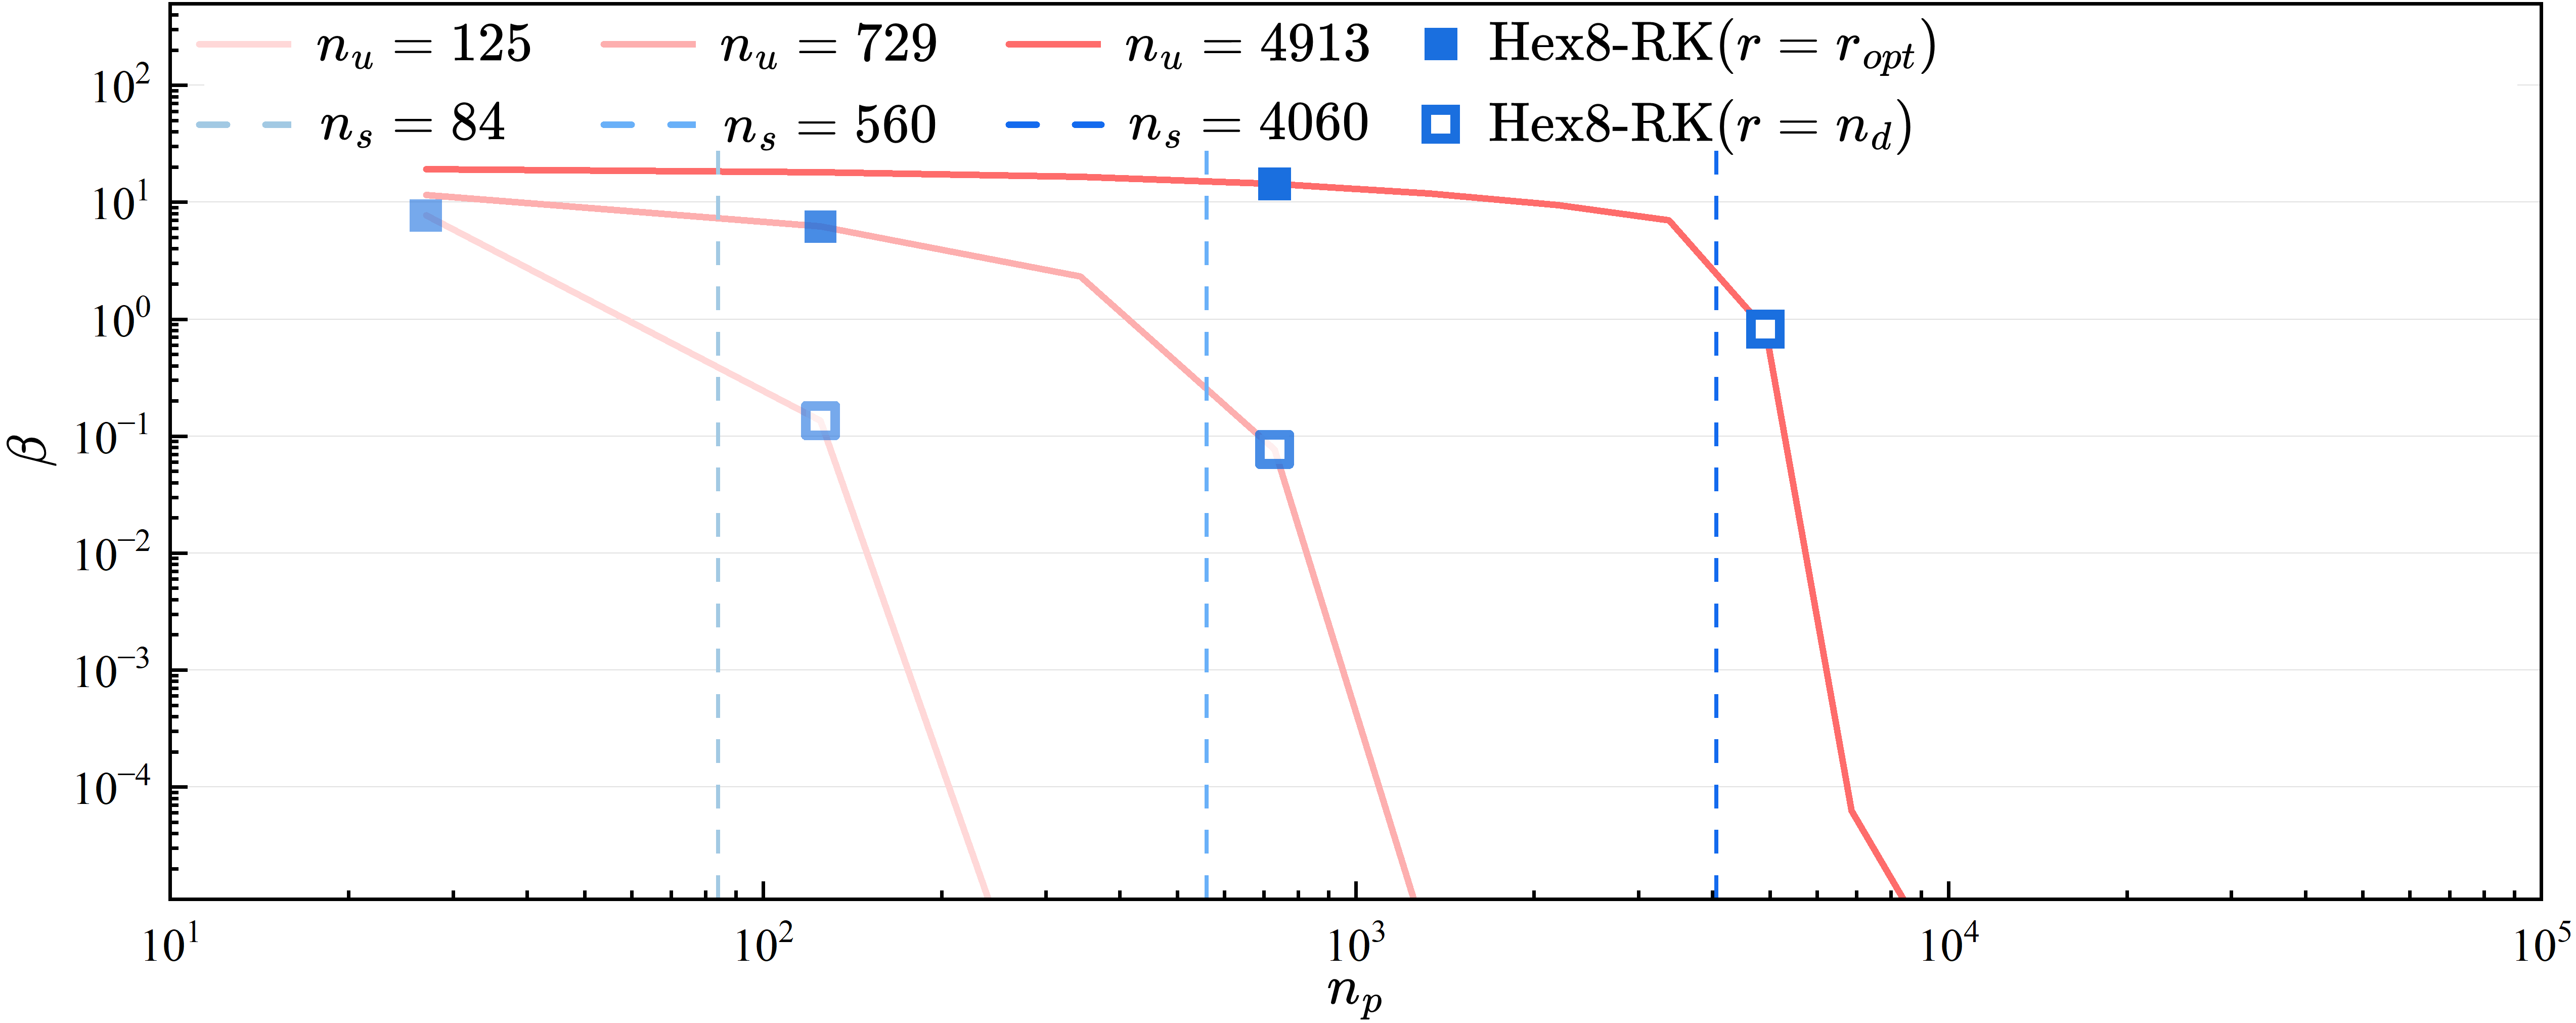 n_u = 125 n_u = 729 n_u = 4913 Hex8-RK(r = r_opt)
n_s = 84 n_s = 560 n_s = 4060 Hex8-RK(r = n_d)
10^2
10^1
10^0
10^−1
10^−2
10^−3
10^−4
β
10^1 10^2 10^3 10^4 10^5
n_p